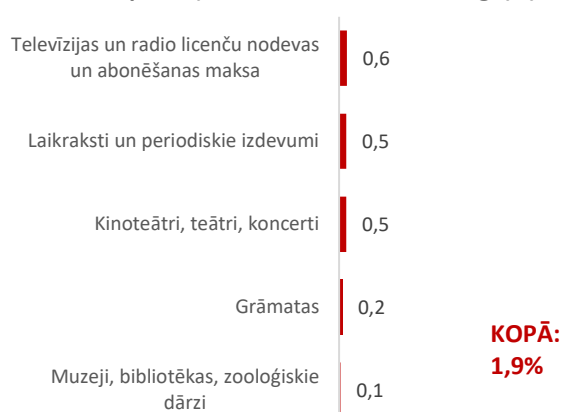 Televīzijas un radio licenču nodevas
un abonēšanas maksa
0,6
Laikraksti un periodiskie izdevumi
0,5
Kinoteātri, teātri, koncerti
0,5
Grāmatas
0,2
KOPĀ:
1,9%
Muzeji, bibliotēkas, zooloģiskie
dārzi
0,1